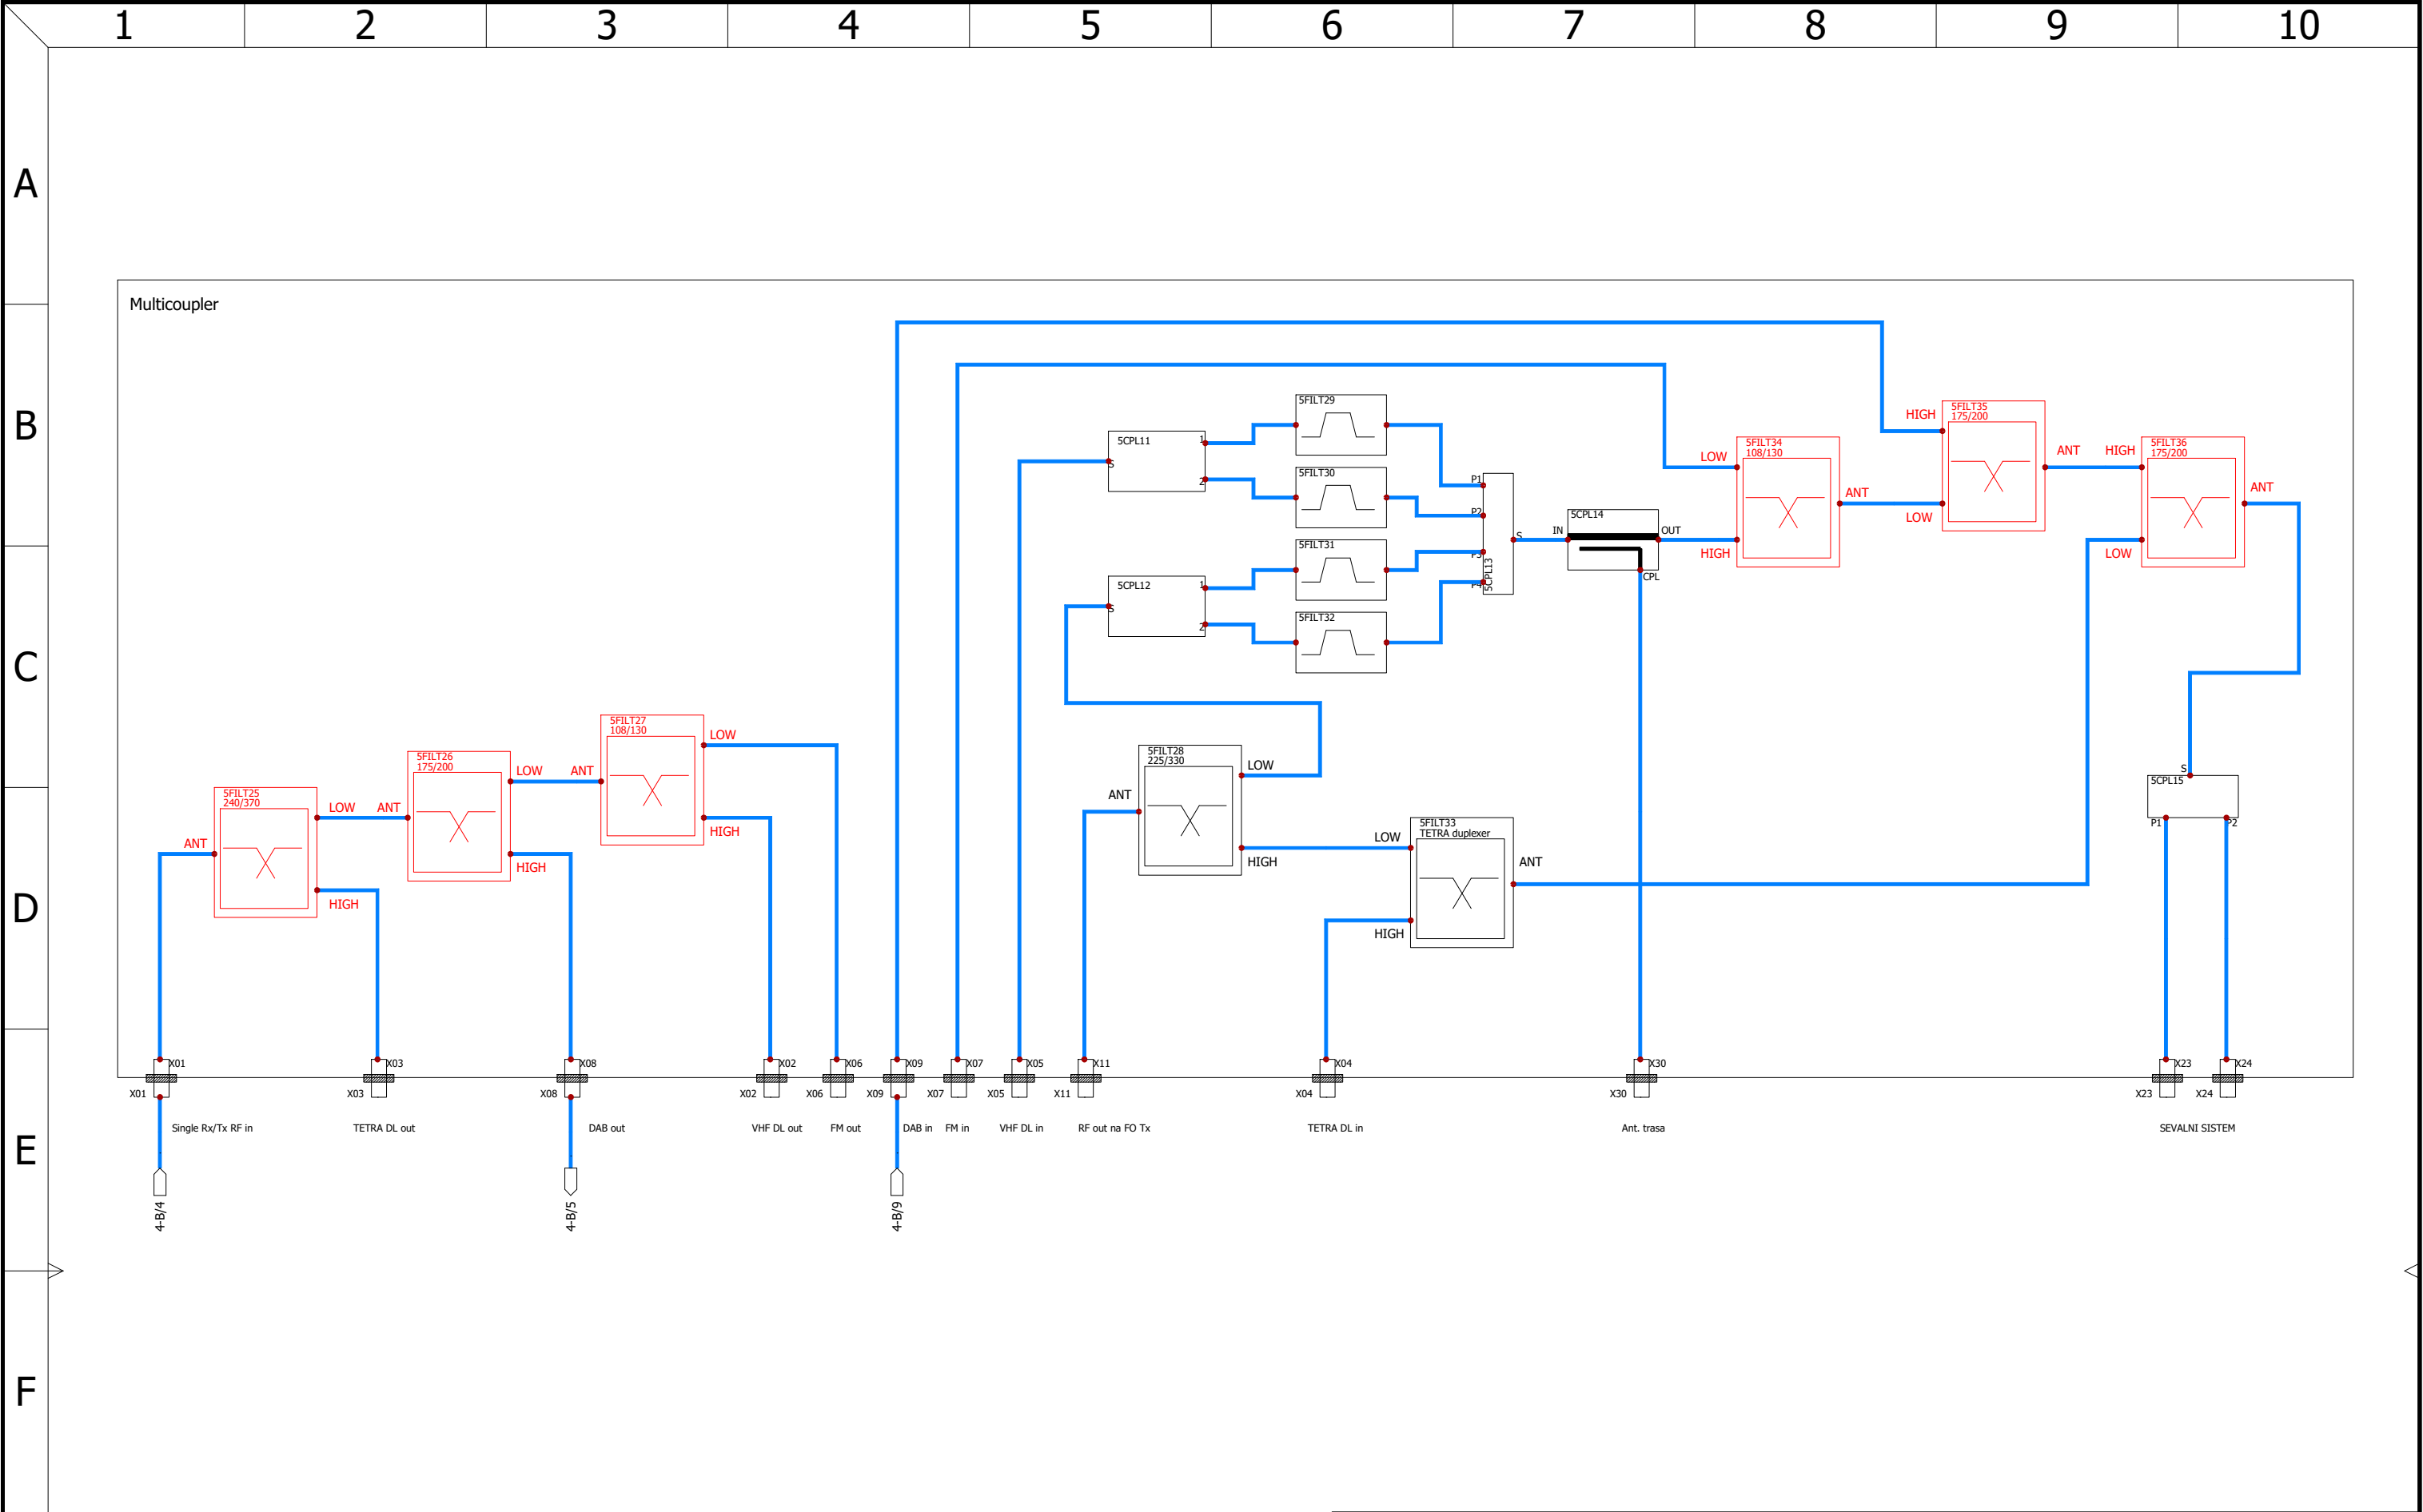 1 2 3 4 5 6 7 8 9 10
A
B
C
D
E
F
Multicoupler
5FILT29
5FILT30
5FILT31
5FILT32
5CPL11
S
1
2
5CPL12
S
1
2
P1
P2
P3
P4
5CPL13
S
IN
5CPL14
OUT
CPL
LOW
HIGH
5FILT34
108/130
ANT
HIGH
LOW
5FILT35
175/200
ANT
HIGH
LOW
5FILT36
175/200
ANT
ANT
5FILT25
240/370
LOW
HIGH
ANT
5FILT26
175/200
LOW
HIGH
ANT
5FILT27
108/130
LOW
HIGH
ANT
5FILT28
225/330
LOW
HIGH
LOW
HIGH
5FILT33
TETRA duplexer
ANT
S
5CPL15
P1
P2
X01
X03
X08
X02
X06
X09
X07
X05
X11
X04
X30
X23
X24
X01
X03
X08
X02
X06
X09
X07
X05
X11
X04
X30
X23
X24
Single Rx/Tx RF in
TETRA DL out
DAB out
VHF DL out
FM out
DAB in
FM in
VHF DL in
RF out na FO Tx
TETRA DL in
Ant. trasa
SEVALNI SISTEM
4-B/4
4-B/5
4-B/9